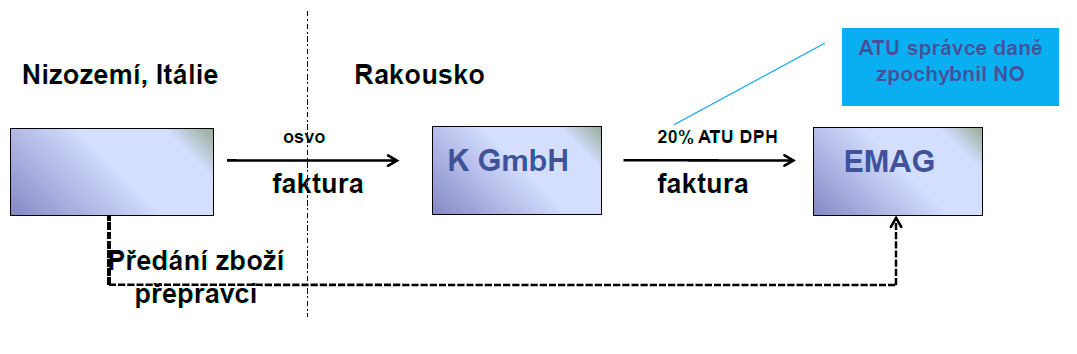 ATU správce daně
zpochybnil NO
Nizozemí, Itálie
Rakousko
osvo
20% ATU DPH
K GmbH
EMAG
faktura
faktura
Předání zboží
přepravci